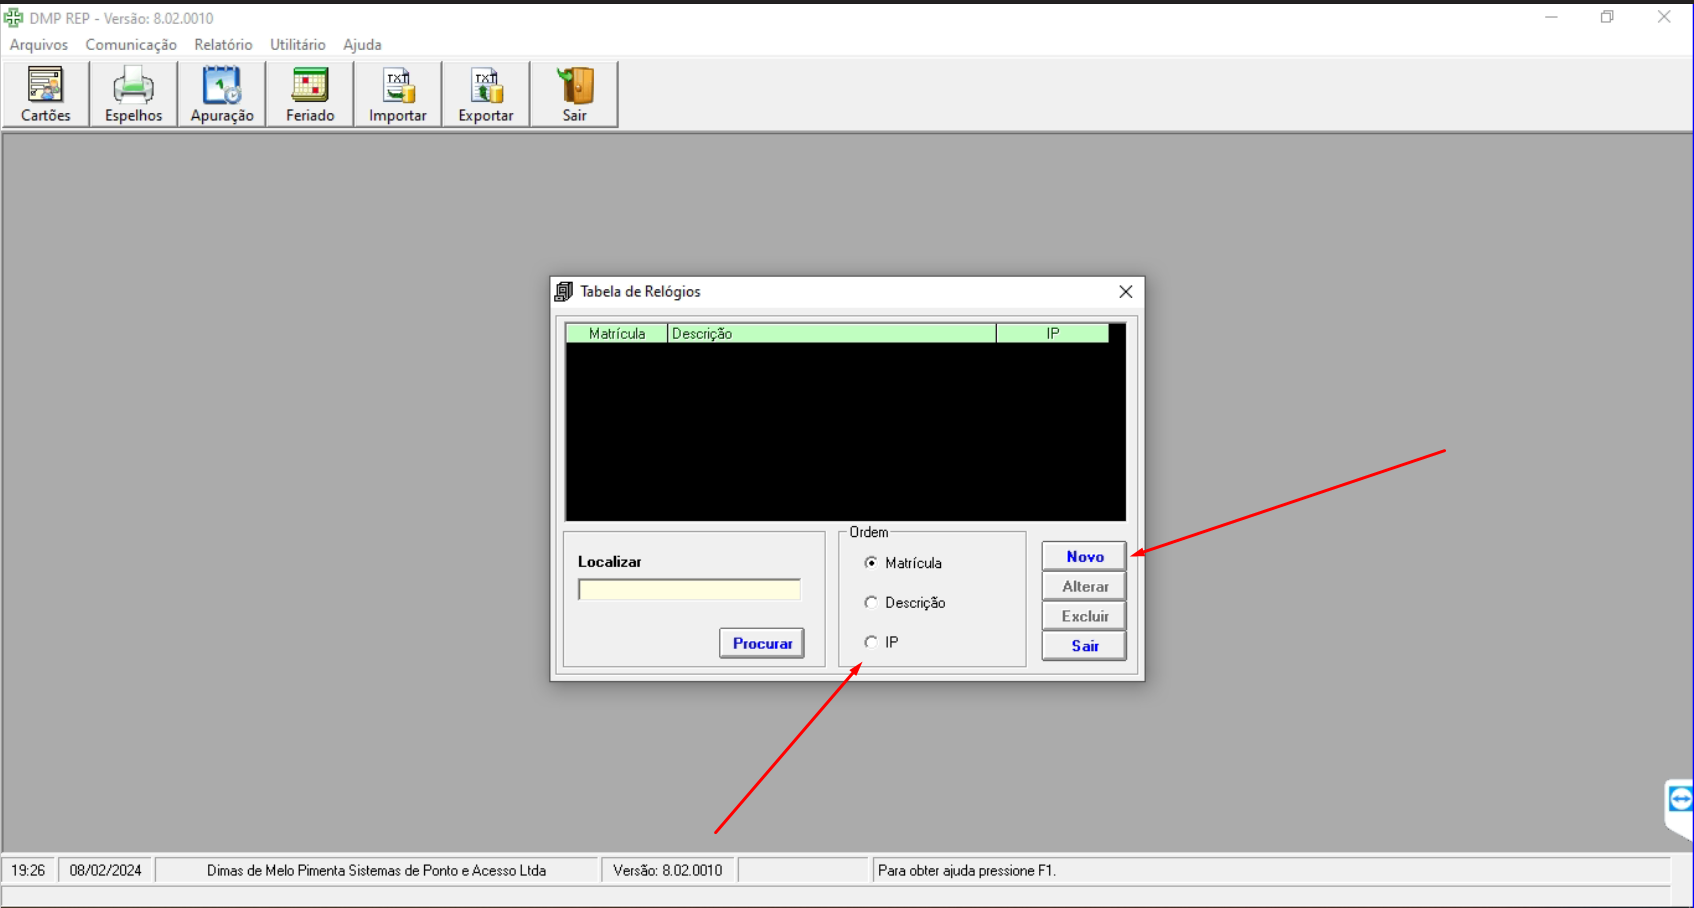 DMP REP - Versão: 8.02.0010
Arquivos Comunicação Relatório Utilitário Ajuda
TXT TXT
Cartões Espelhos Apuração Feriado Importar Exportar Sair
Tabela de Relógios
Matrícula Descrição IP
Ordem
Localizar
Matrícula
Descrição
IP
Procurar
Novo
Alterar
Excluir
Sair
19:26 08/02/2024 Dimas de Melo Pimenta Sistemas de Ponto e Acesso Ltda Versão: 8.02.0010 Para obter ajuda pressione F1.